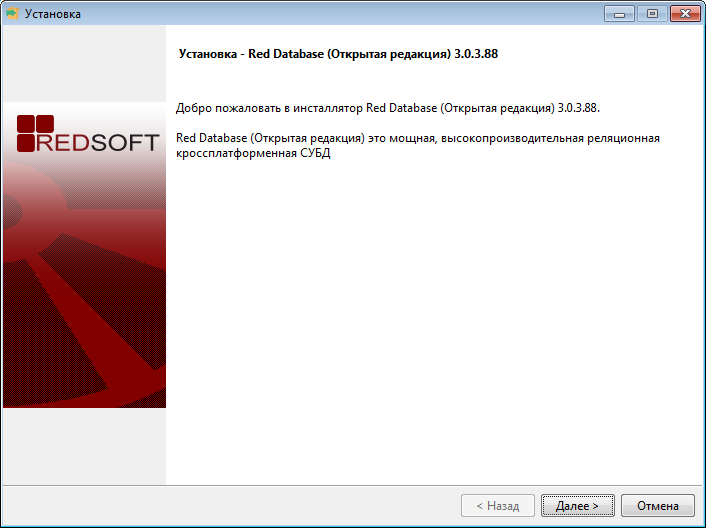 Установка
Установка - Red Database (Открытая редакция) 3.0.3.88
REDSOFT
Добро пожаловать в инсталлятор Red Database (Открытая редакция) 3.0.3.88.
Red Database (Открытая редакция) это мощная, высокопроизводительная реляционная
кроссплатформенная СУБД
< Назад
Далее >
Отмена